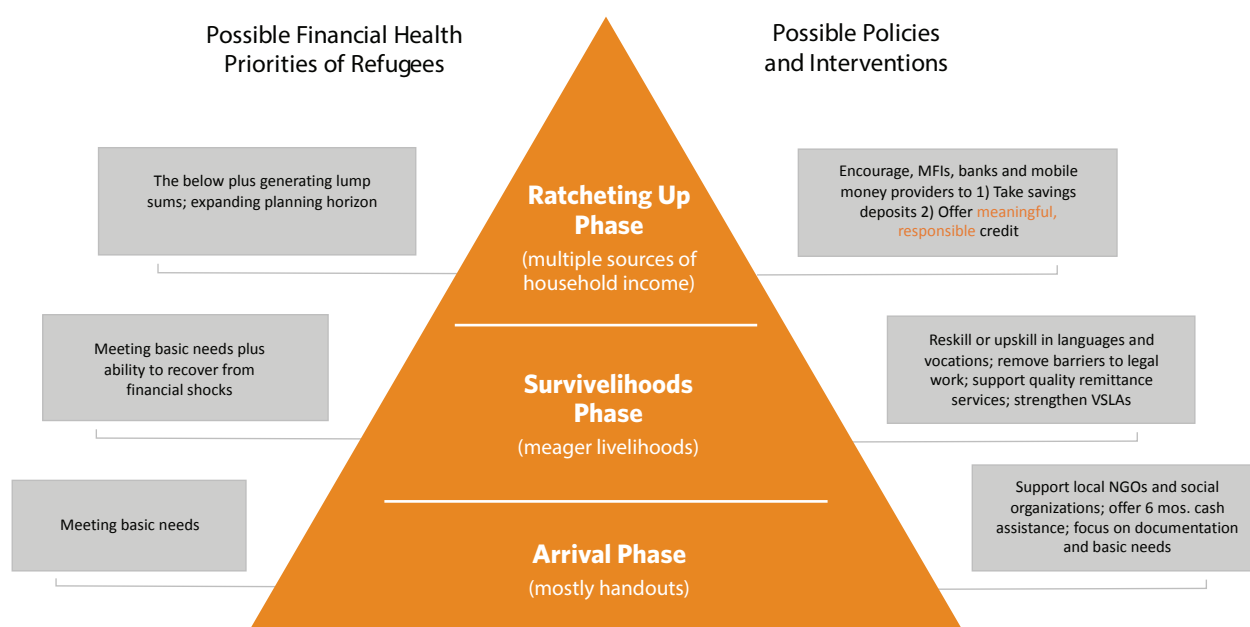 Possible Financial Health
Priorities of Refugees
Possible Policies
and Interventions
The below plus generating lump
sums; expanding planning horizon
Ratcheting Up
Phase
(multiple sources of
household income)
Encourage, MFIs, banks and mobile
money providers to 1) Take savings
deposits 2) Offer meaningful,
responsible credit
Meeting basic needs plus
ability to recover from
financial shocks
Survivelihoods
Phase
(meager livelihoods)
Reskill or upskill in languages and
vocations; remove barriers to legal
work; support quality remittance
services; strengthen VSLAs
Meeting basic needs
Arrival Phase
(mostly handouts)
Support local NGOs and social
organizations; offer 6 mos. cash
assistance; focus on documentation
and basic needs